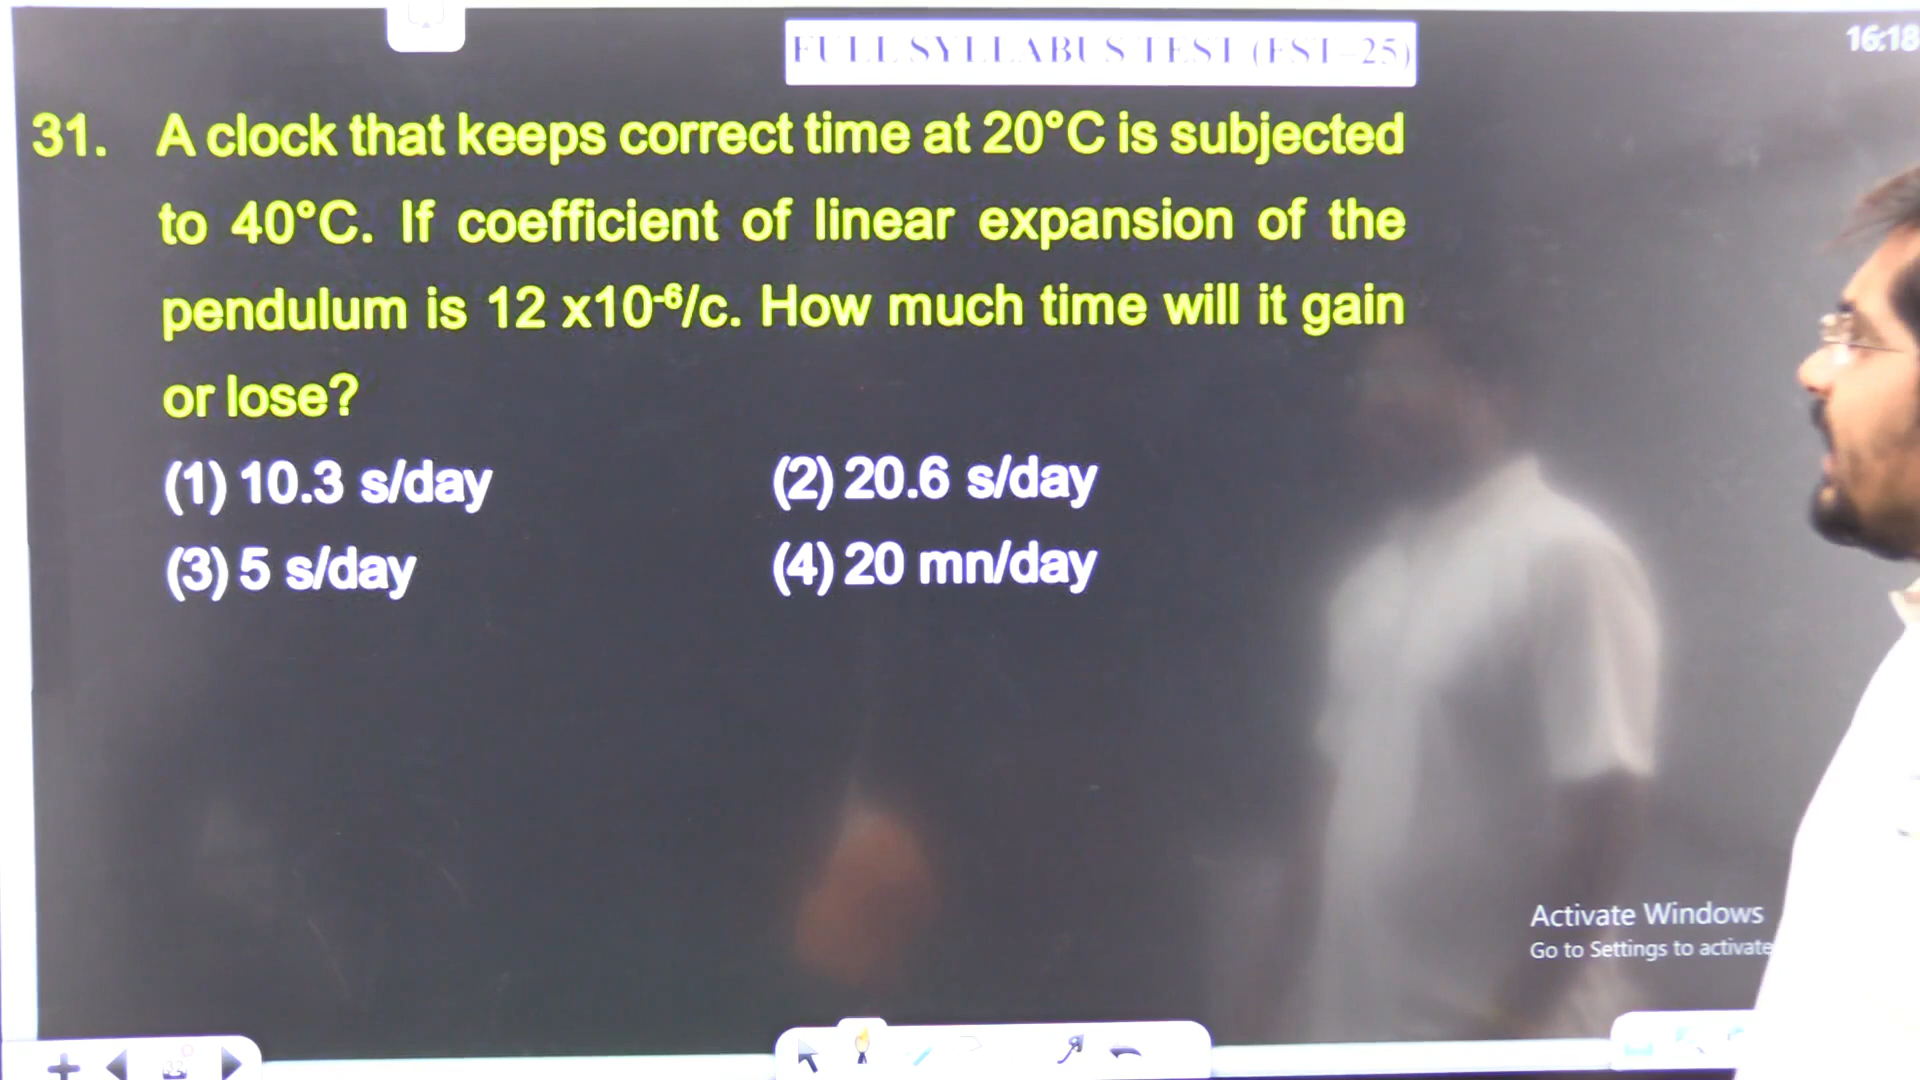 FULL SYLLABUS TEST (FST-25)
16:18
31. A clock that keeps correct time at 20°C is subjected
to 40°C. If coefficient of linear expansion of the
pendulum is 12 x10⁻⁶/c. How much time will it gain
or lose?
(1) 10.3 s/day (2) 20.6 s/day
(3) 5 s/day (4) 20 mn/day
Activate Windows
Go to Settings to activate